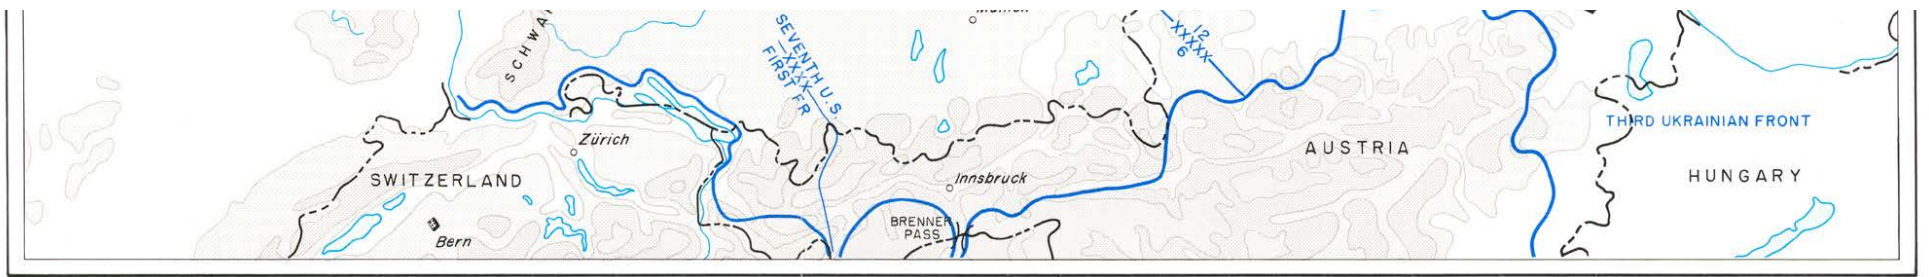 SCHWA
SEVENTH U.S.
XXXX
FIRST FR
12
XXXXX
6
Zürich
SWITZERLAND
Bern
Innsbruck
BRENNER
PASS
AUSTRIA
THIRD UKRAINIAN FRONT
HUNGARY